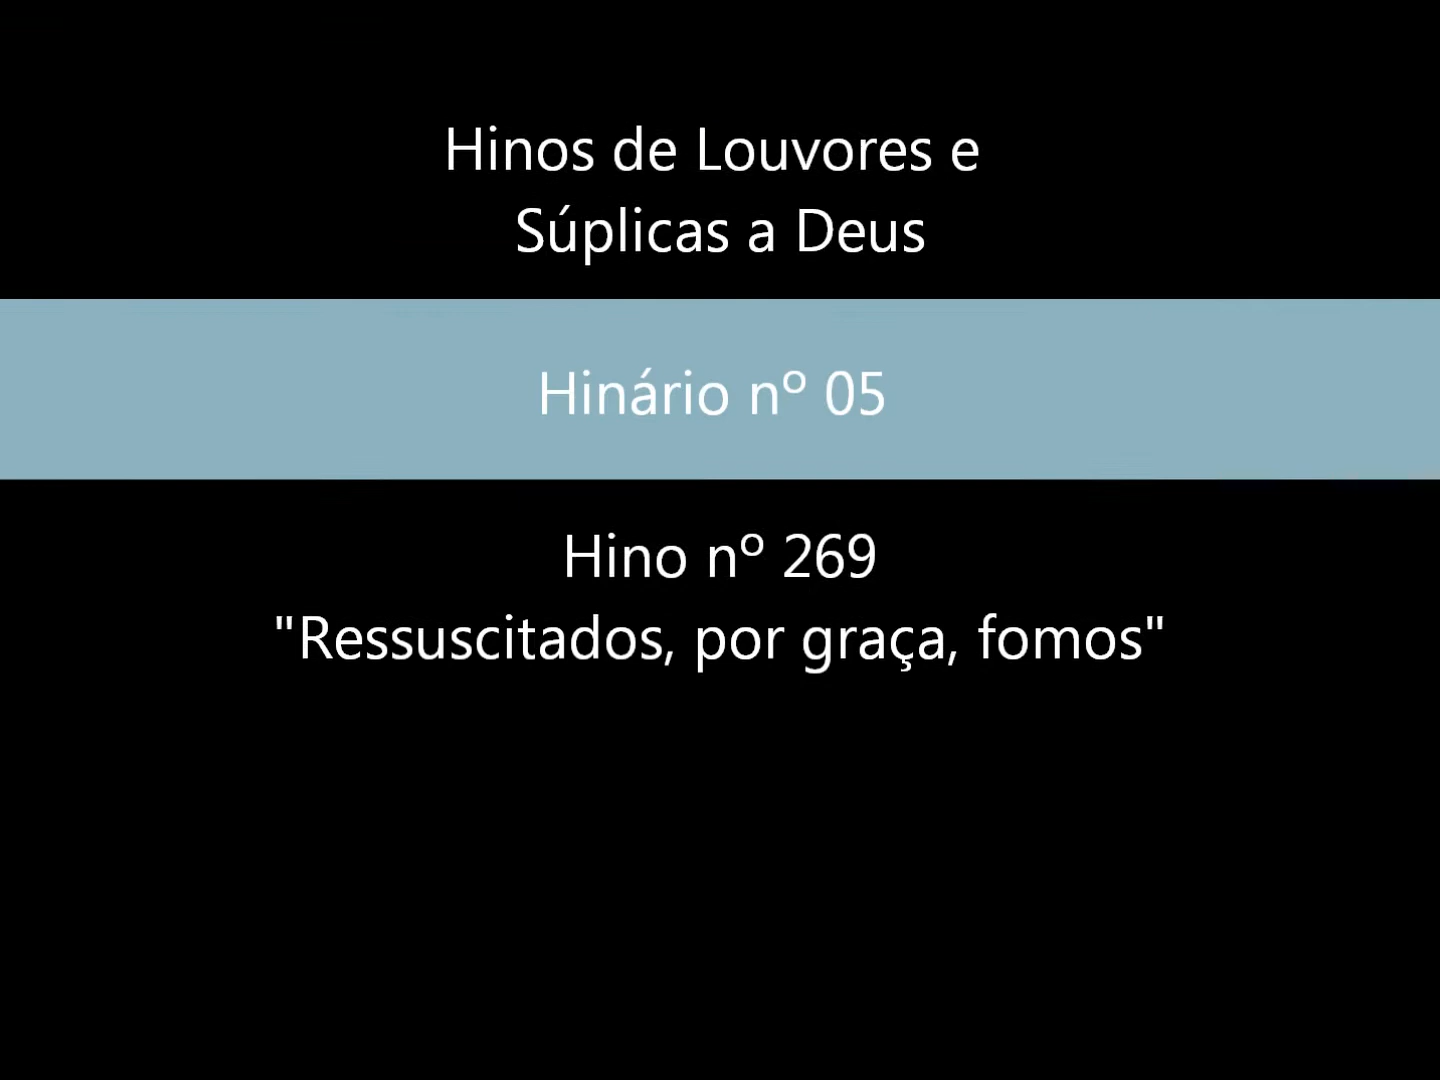 Hinos de Louvores e
Súplicas a Deus
Hinário nº 05
Hino nº 269
"Ressuscitados, por graça, fomos"